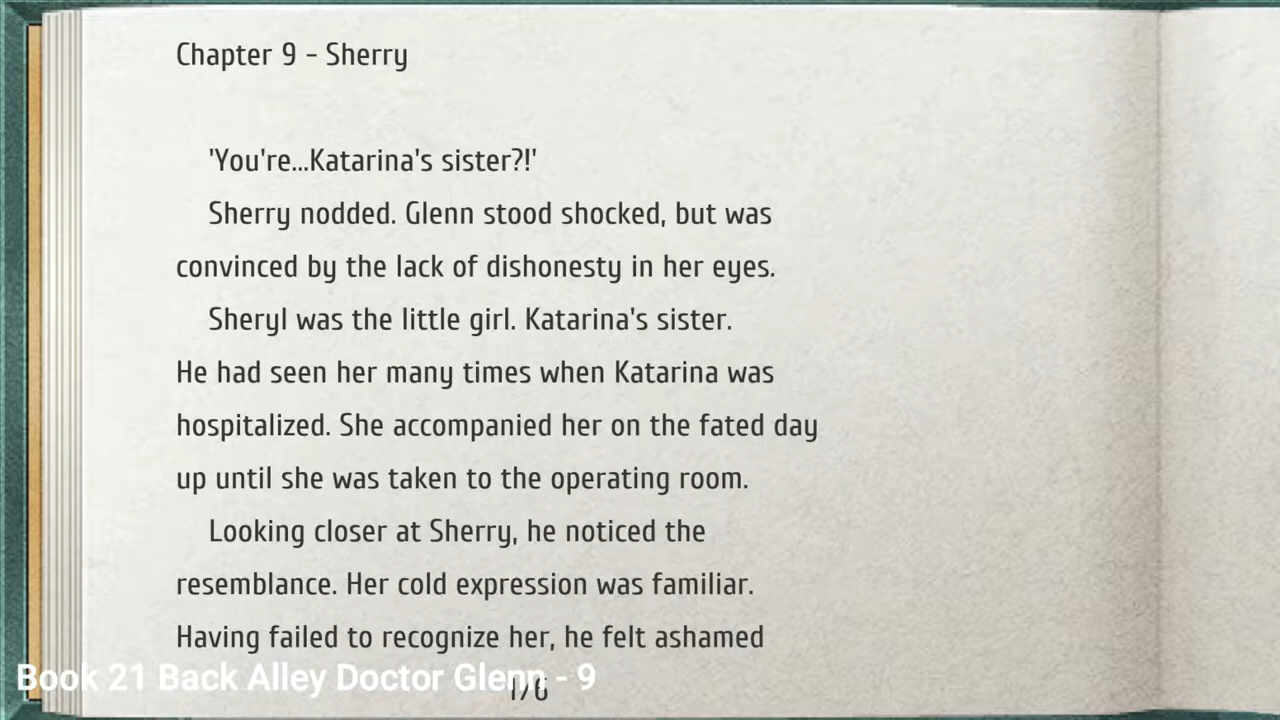 Chapter 9 - Sherry
'You're...Katarina's sister?!'
Sherry nodded. Glenn stood shocked, but was
convinced by the lack of dishonesty in her eyes.
Sheryl was the little girl. Katarina's sister.
He had seen her many times when Katarina was
hospitalized. She accompanied her on the fated day
up until she was taken to the operating room.
Looking closer at Sherry, he noticed the
resemblance. Her cold expression was familiar.
Having failed to recognize her, he felt ashamed
Book 21 Back Alley Doctor Glenn - 9
1/6